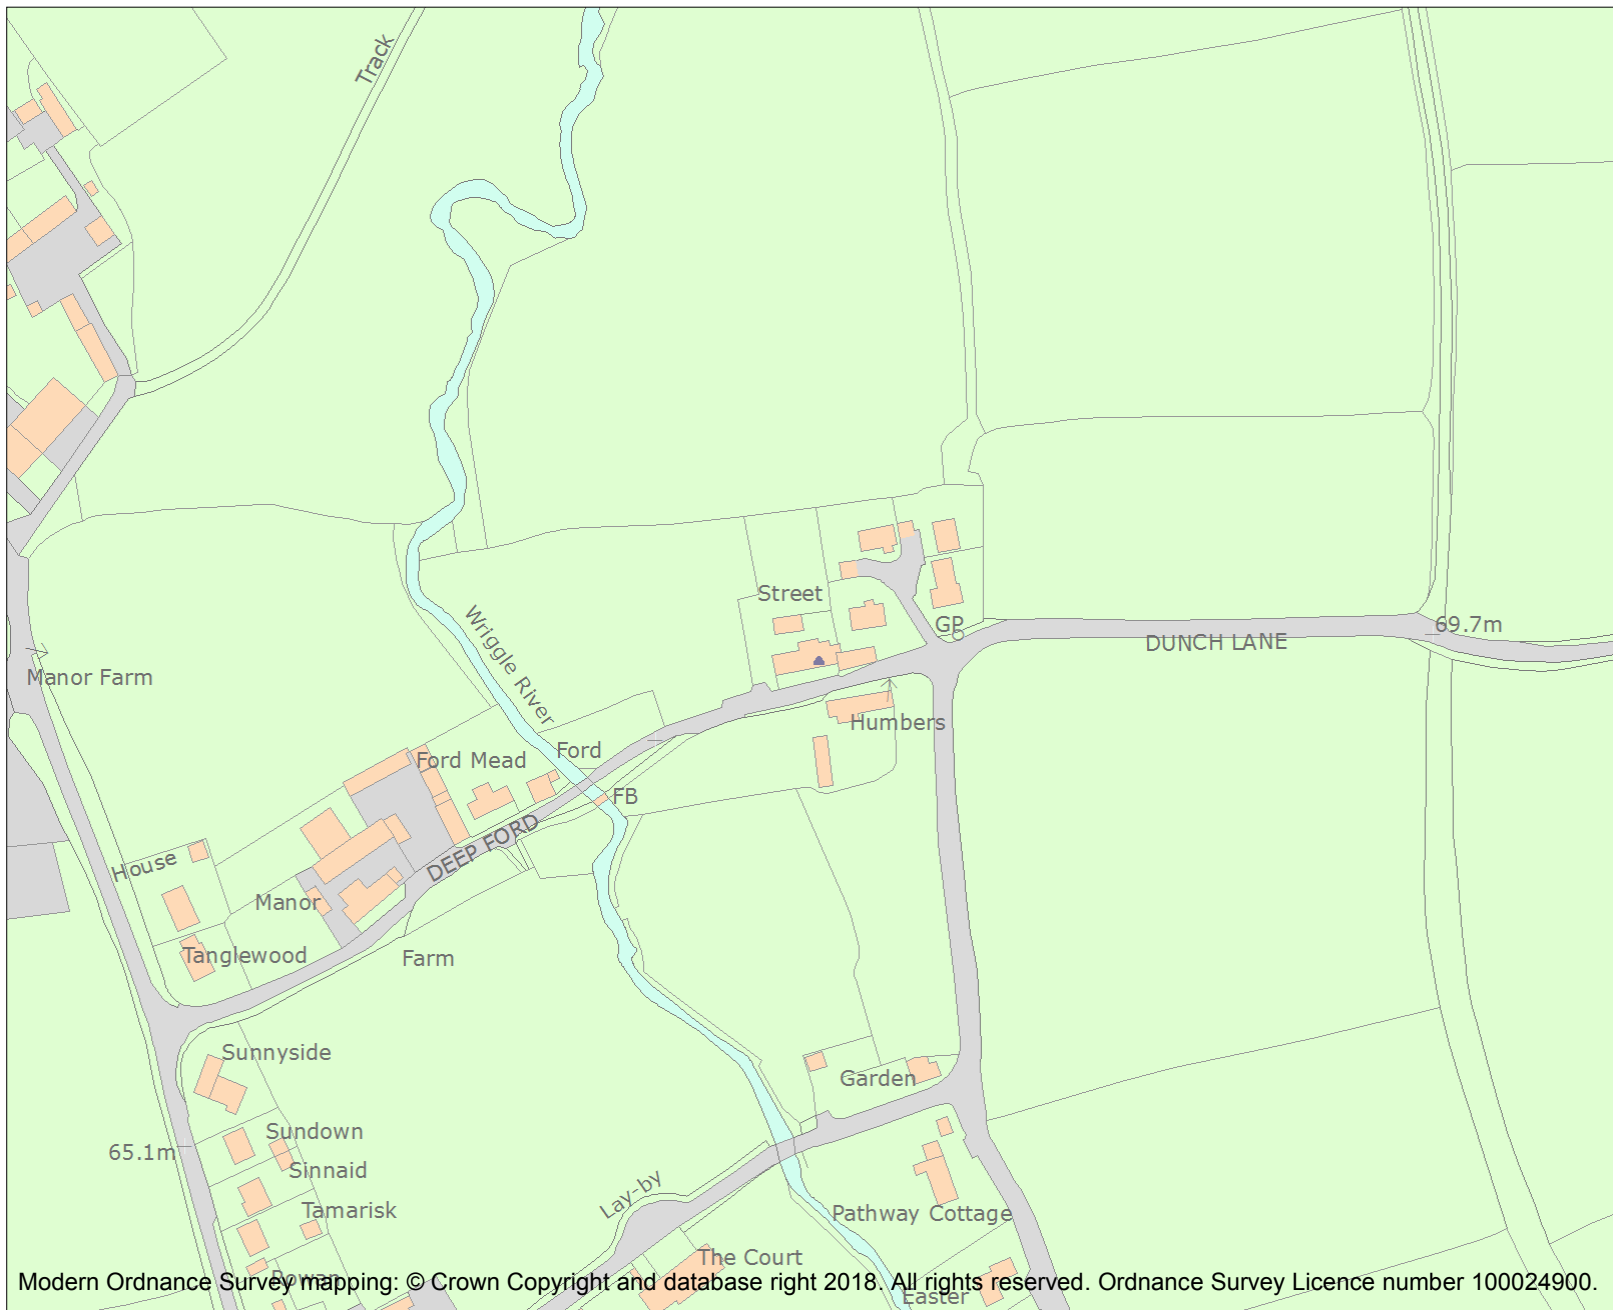 Track
Street
GP
69.7m
DUNCH LANE
Wriggle River
Manor Farm
Humbers
Ford Mead
Ford
FB
DEEP FORD
House
Manor
Tanglewood
Farm
Sunnyside
Garden
Sundown
65.1m
Sinnaid
Lay-by
Tamarisk
Pathway Cottage
The Court
Rowan
Modern Ordnance Survey mapping: © Crown Copyright and database right 2018. All rights reserved. Ordnance Survey Licence number 100024900.
Easter